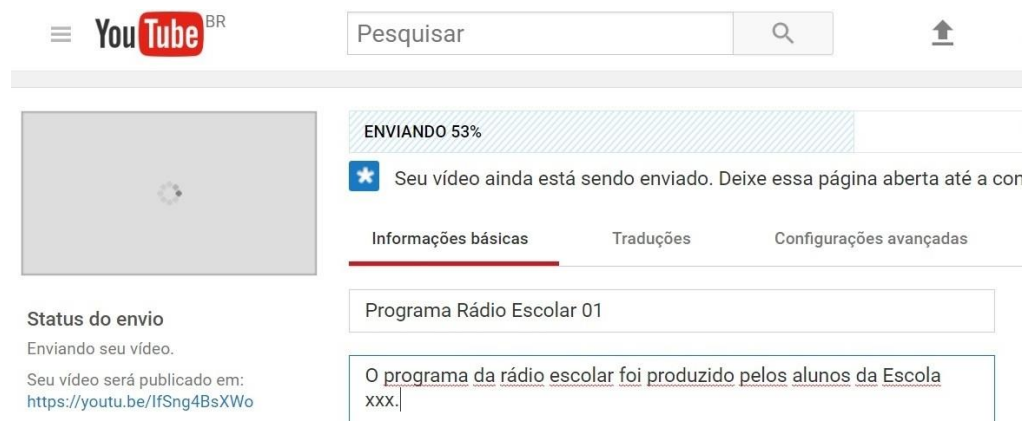 YouTube BR
Pesquisar
ENVIANDO 53%
Seu vídeo ainda está sendo enviado. Deixe essa página aberta até a con
Informações básicas Traduções Configurações avançadas
Programa Rádio Escolar 01
O programa da rádio escolar foi produzido pelos alunos da Escola
xxx.
Status do envio
Enviando seu vídeo.
Seu vídeo será publicado em:
https://youtu.be/IfSng4BsXWo